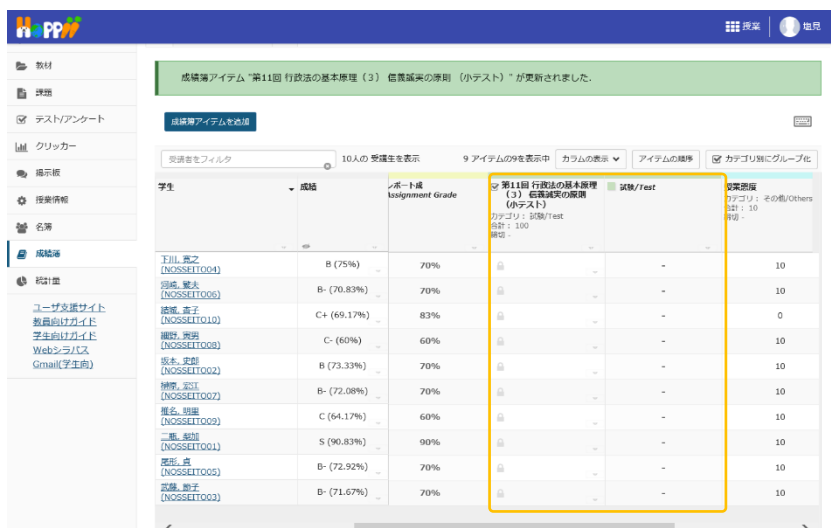 Hoppii
授業
塩見
教材
課題
テスト/アンケート
クリッカー
掲示板
授業情報
名簿
成績簿
統計量
ユーザ支援サイト
教員向けガイド
学生向けガイド
Webシラバス
Gmail(学生向)
成績簿アイテム "第11回 行政法の基本原理（3） 信義誠実の原則 （小テスト）" が更新されました.
成績簿アイテムを追加
受講者をフィルタ
10人の 受講生を表示
9 アイテムの9を表示中
カラムの表示
アイテムの順序
カテゴリ別にグループ化
学生 成績
レポート成
Assignment Grade
第11回 行政法の基本原理
（3） 信義誠実の原則
（小テスト）
カテゴリ： 試験/Test
合計： 100
締切 -
試験/Test
授業態度
カテゴリ： その他/Others
合計： 10
締切 -
下川, 寛之
(NOSSEITO04) B (75%) 70% - 10
河崎, 繁夫
(NOSSEITO06) B- (70.83%) 70% - 10
結城, 斉子
(NOSSEITO10) C+ (69.17%) 83% - 0
細野, 寅男
(NOSSEITO08) C- (60%) 60% - 10
坂本, 史郎
(NOSSEITO02) B (73.33%) 70% - 10
榊原, 宏江
(NOSSEITO07) B- (72.08%) 70% - 10
椎名, 明里
(NOSSEITO09) C (64.17%) 60% - 10
二瓶, 梨加
(NOSSEITO01) S (90.83%) 90% - 10
尾形, 貞
(NOSSEITO05) B- (72.92%) 70% - 10
武藤, 節子
(NOSSEITO03) B- (71.67%) 70% - 10